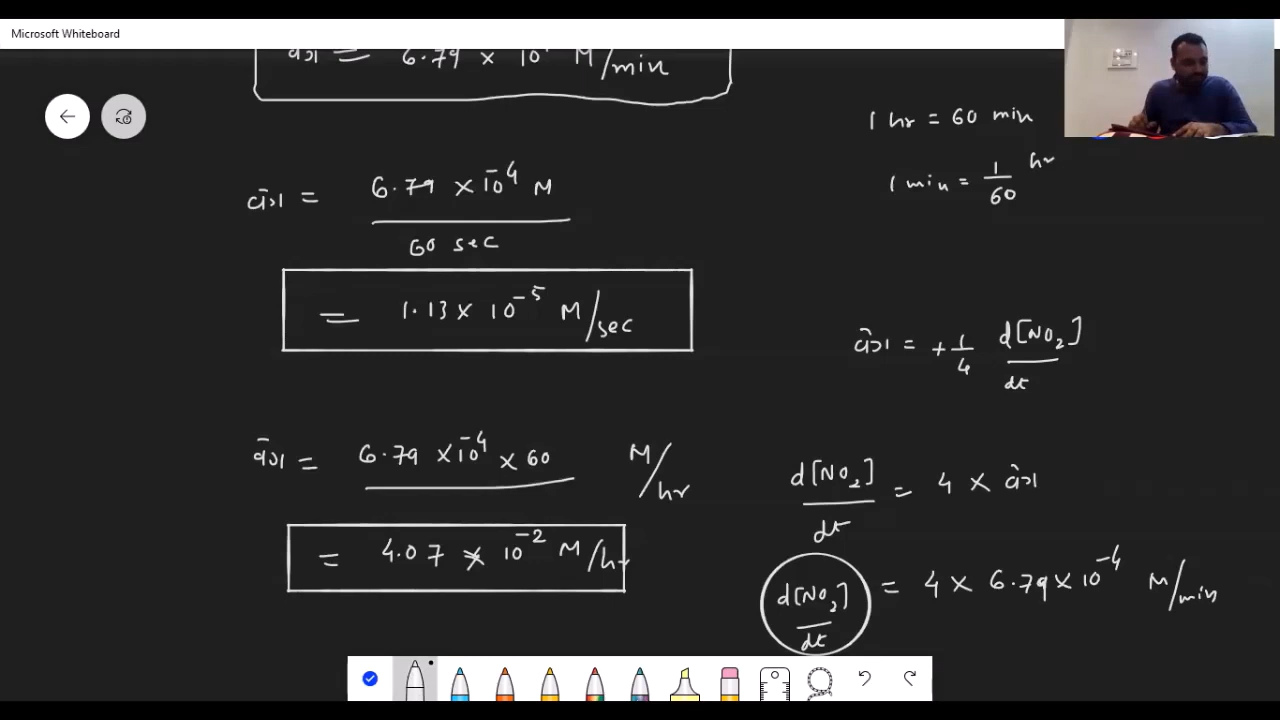 Microsoft Whiteboard
= 6.79 × 10 M/min
1 hr = 60 min
1 min = 1/60 hr
= 6.79 × 10⁻⁴ M
60 sec
= 1.13 × 10⁻⁵ M/sec
= + 1/4 d[NO₂]/dt
= 6.79 × 10⁻⁴ × 60 M/hr
= 4.07 × 10⁻² M/hr
d[NO₂]/dt = 4 ×
d[NO₂]/dt = 4 × 6.79 × 10⁻⁴ M/min